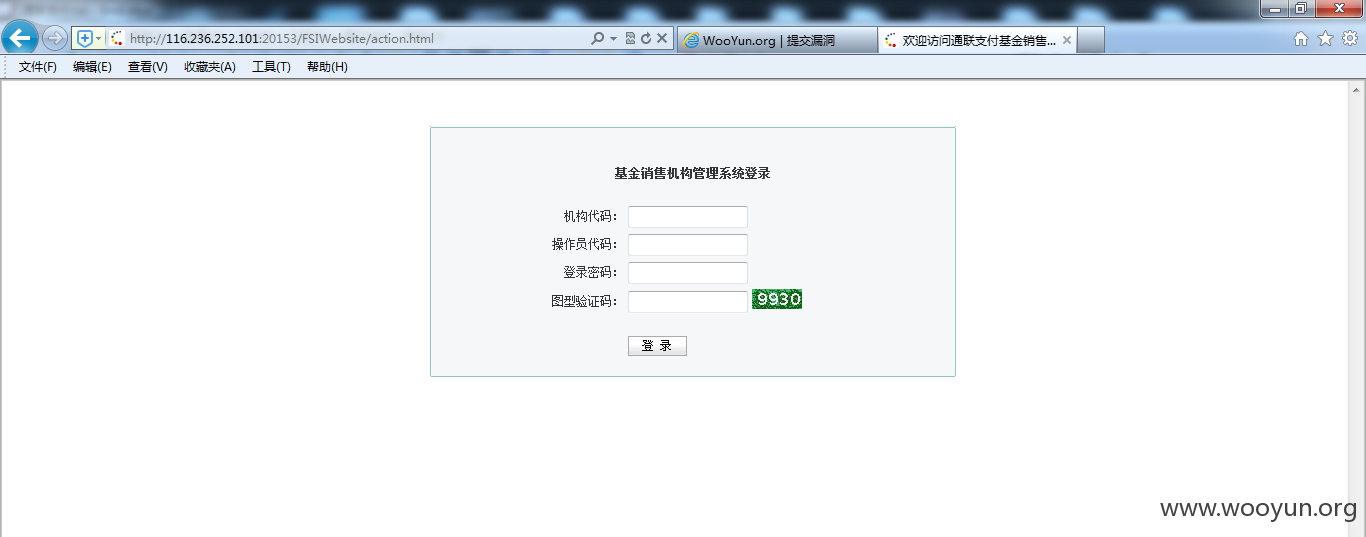 http://116.236.252.101:20153/FSIWebsite/action.html
WooYun.org | 提交漏洞
欢迎访问通联支付基金销售...
文件(F) 编辑(E) 查看(V) 收藏夹(A) 工具(T) 帮助(H)
基金销售机构管理系统登录
机构代码：
操作员代码：
登录密码：
图型验证码： 9930
登 录
www.wooyun.org